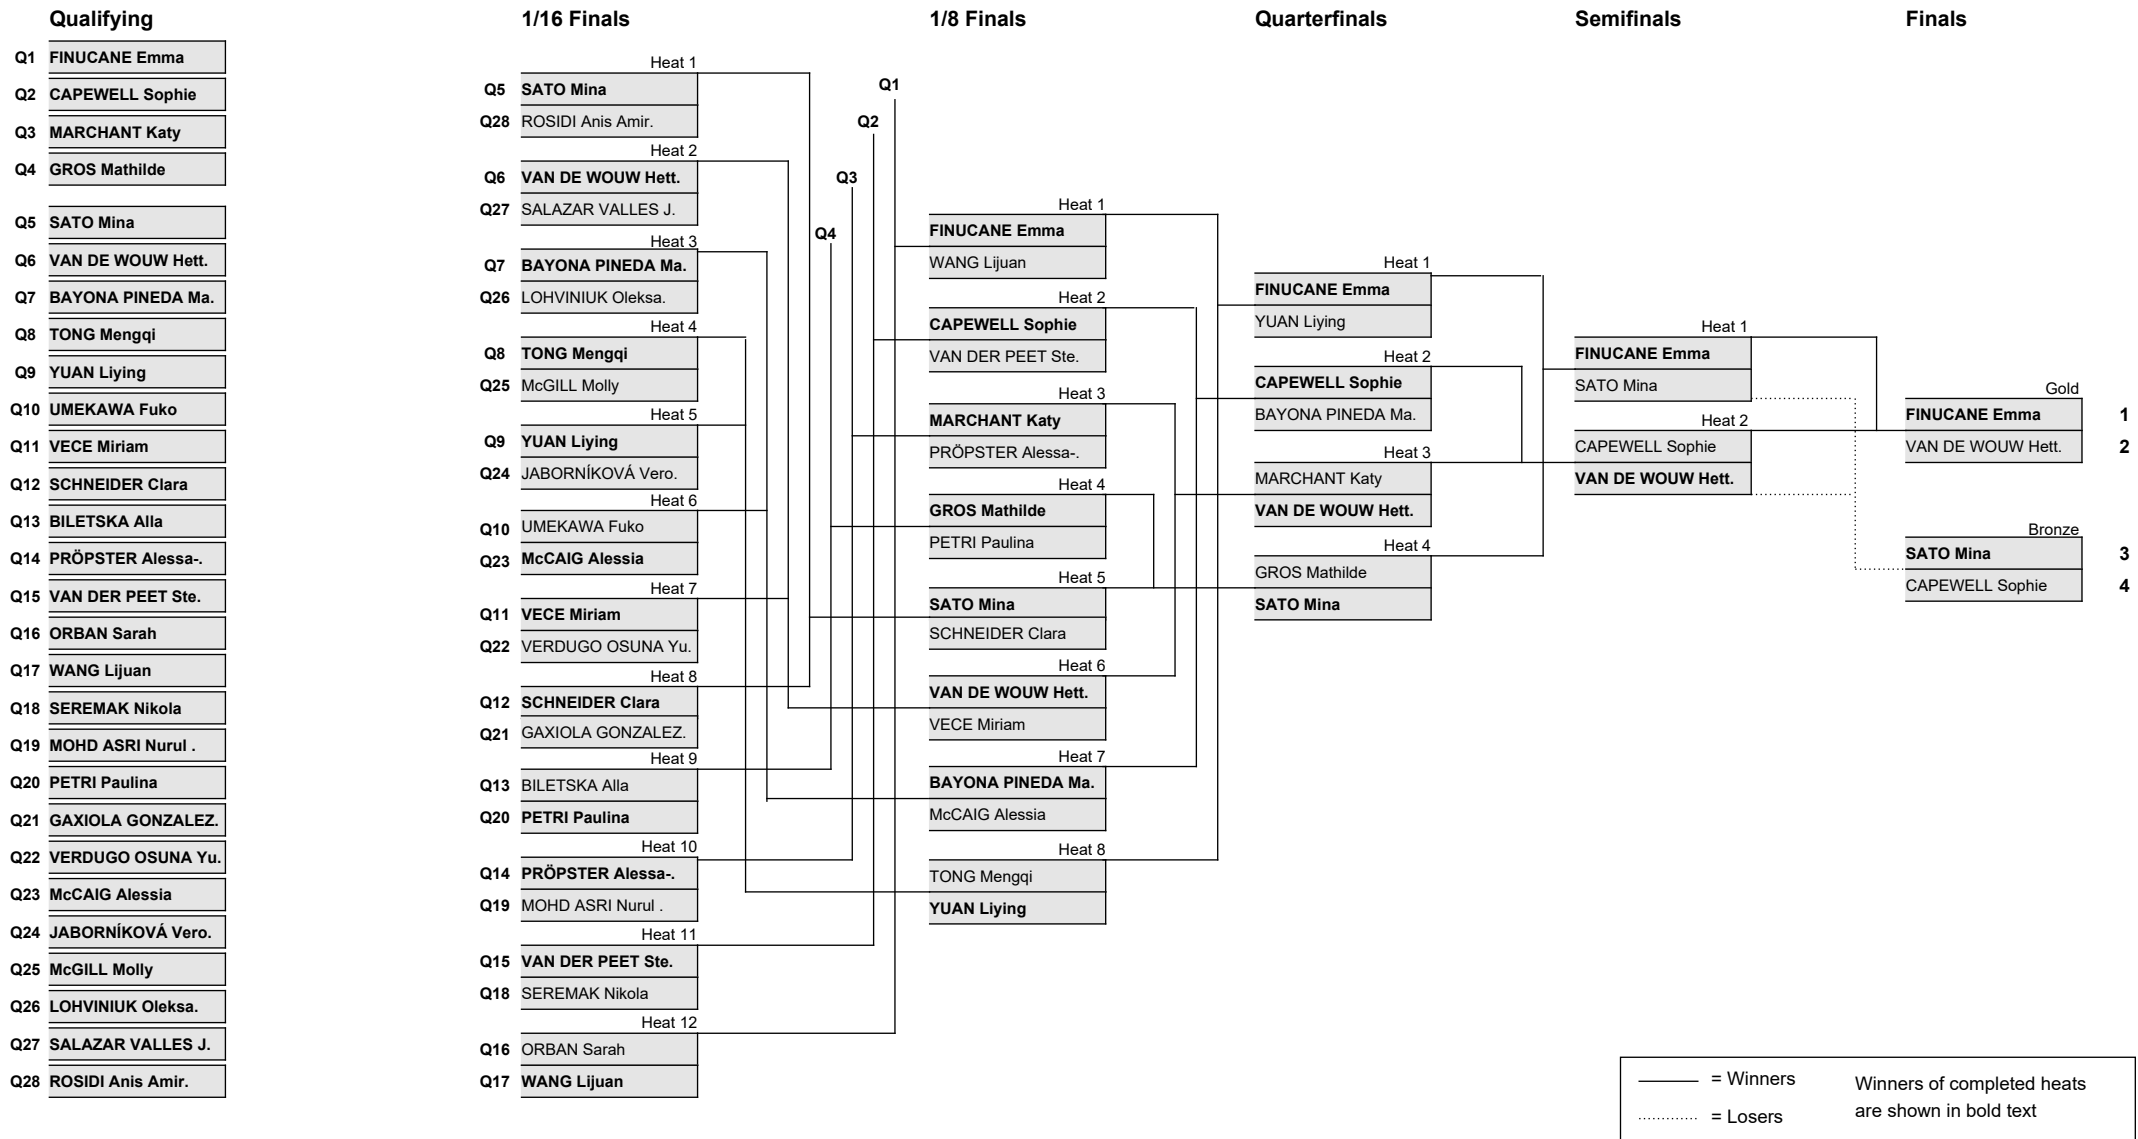 Qualifying
Q1 FINUCANE Emma
Q2 CAPEWELL Sophie
Q3 MARCHANT Katy
Q4 GROS Mathilde
Q5 SATO Mina
Q6 VAN DE WOUW Hett.
Q7 BAYONA PINEDA Ma.
Q8 TONG Mengqi
Q9 YUAN Liying
Q10 UMEKAWA Fuko
Q11 VECE Miriam
Q12 SCHNEIDER Clara
Q13 BILETSKA Alla
Q14 PRÖPSTER Alessa-.
Q15 VAN DER PEET Ste.
Q16 ORBAN Sarah
Q17 WANG Lijuan
Q18 SEREMAK Nikola
Q19 MOHD ASRI Nurul .
Q20 PETRI Paulina
Q21 GAXIOLA GONZALEZ.
Q22 VERDUGO OSUNA Yu.
Q23 McCAIG Alessia
Q24 JABORNÍKOVÁ Vero.
Q25 McGILL Molly
Q26 LOHVINIUK Oleksa.
Q27 SALAZAR VALLES J.
Q28 ROSIDI Anis Amir.
1/16 Finals
Heat 1
Q5 SATO Mina
Q28 ROSIDI Anis Amir.
Heat 2
Q6 VAN DE WOUW Hett.
Q27 SALAZAR VALLES J.
Heat 3
Q7 BAYONA PINEDA Ma.
Q26 LOHVINIUK Oleksa.
Heat 4
Q8 TONG Mengqi
Q25 McGILL Molly
Heat 5
Q9 YUAN Liying
Q24 JABORNÍKOVÁ Vero.
Heat 6
Q10 UMEKAWA Fuko
Q23 McCAIG Alessia
Heat 7
Q11 VECE Miriam
Q22 VERDUGO OSUNA Yu.
Heat 8
Q12 SCHNEIDER Clara
Q21 GAXIOLA GONZALEZ.
Heat 9
Q13 BILETSKA Alla
Q20 PETRI Paulina
Heat 10
Q14 PRÖPSTER Alessa-.
Q19 MOHD ASRI Nurul .
Heat 11
Q15 VAN DER PEET Ste.
Q18 SEREMAK Nikola
Heat 12
Q16 ORBAN Sarah
Q17 WANG Lijuan
1/8 Finals
Q1
Q2
Q3
Q4
Heat 1
FINUCANE Emma
WANG Lijuan
Heat 2
CAPEWELL Sophie
VAN DER PEET Ste.
Heat 3
MARCHANT Katy
PRÖPSTER Alessa-.
Heat 4
GROS Mathilde
PETRI Paulina
Heat 5
SATO Mina
SCHNEIDER Clara
Heat 6
VAN DE WOUW Hett.
VECE Miriam
Heat 7
BAYONA PINEDA Ma.
McCAIG Alessia
Heat 8
TONG Mengqi
YUAN Liying
Quarterfinals
Heat 1
FINUCANE Emma
YUAN Liying
Heat 2
CAPEWELL Sophie
BAYONA PINEDA Ma.
Heat 3
MARCHANT Katy
VAN DE WOUW Hett.
Heat 4
GROS Mathilde
SATO Mina
Semifinals
Heat 1
FINUCANE Emma
SATO Mina
Heat 2
CAPEWELL Sophie
VAN DE WOUW Hett.
Finals
Gold
FINUCANE Emma 1
VAN DE WOUW Hett. 2
Bronze
SATO Mina 3
CAPEWELL Sophie 4
= Winners
= Losers
Winners of completed heats
are shown in bold text